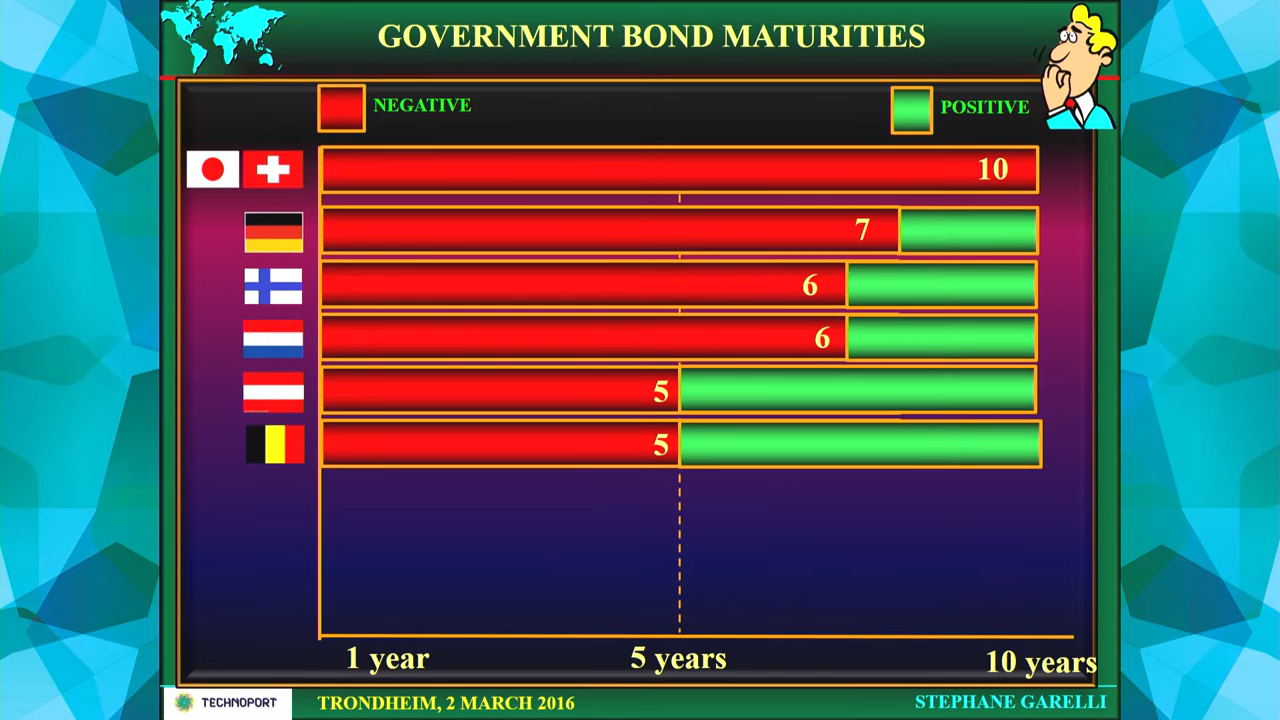 GOVERNMENT BOND MATURITIES
NEGATIVE
POSITIVE
10
7
6
6
5
5
1 year
5 years
10 years
TECHNOPORT
TRONDHEIM, 2 MARCH 2016
STEPHANE GARELLI